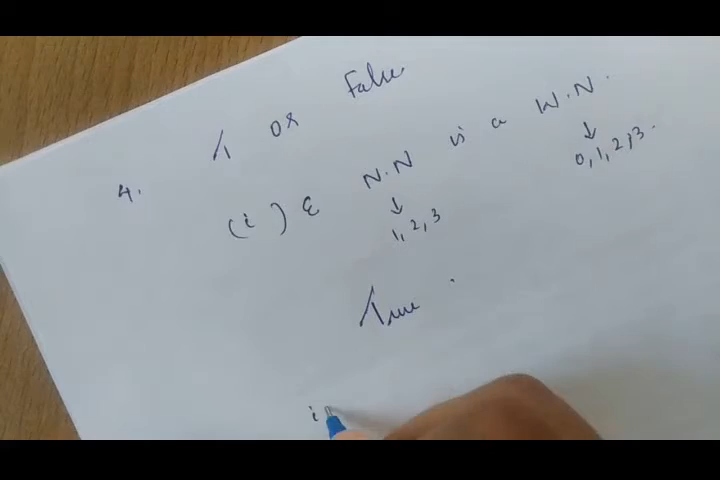 4. T or False
(i) E N.N is a W.N.
↓ ↓
1, 2, 3 0, 1, 2, 3.
True.
i